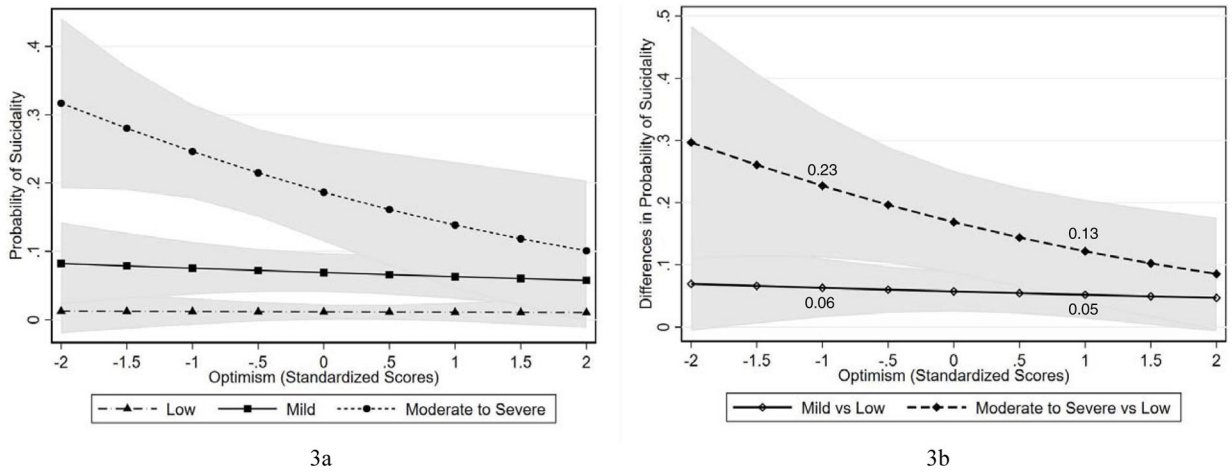 Probability of Suicidality
.4
.3
.2
.1
0
-2 -1.5 -1 -.5 0 .5 1 1.5 2
Optimism (Standardized Scores)
Low Mild Moderate to Severe
3a
Differences in Probability of Suicidality
.5
.4
.3
.2
.1
0
0.23
0.13
0.06
0.05
-2 -1.5 -1 -.5 0 .5 1 1.5 2
Optimism (Standardized Scores)
Mild vs Low Moderate to Severe vs Low
3b